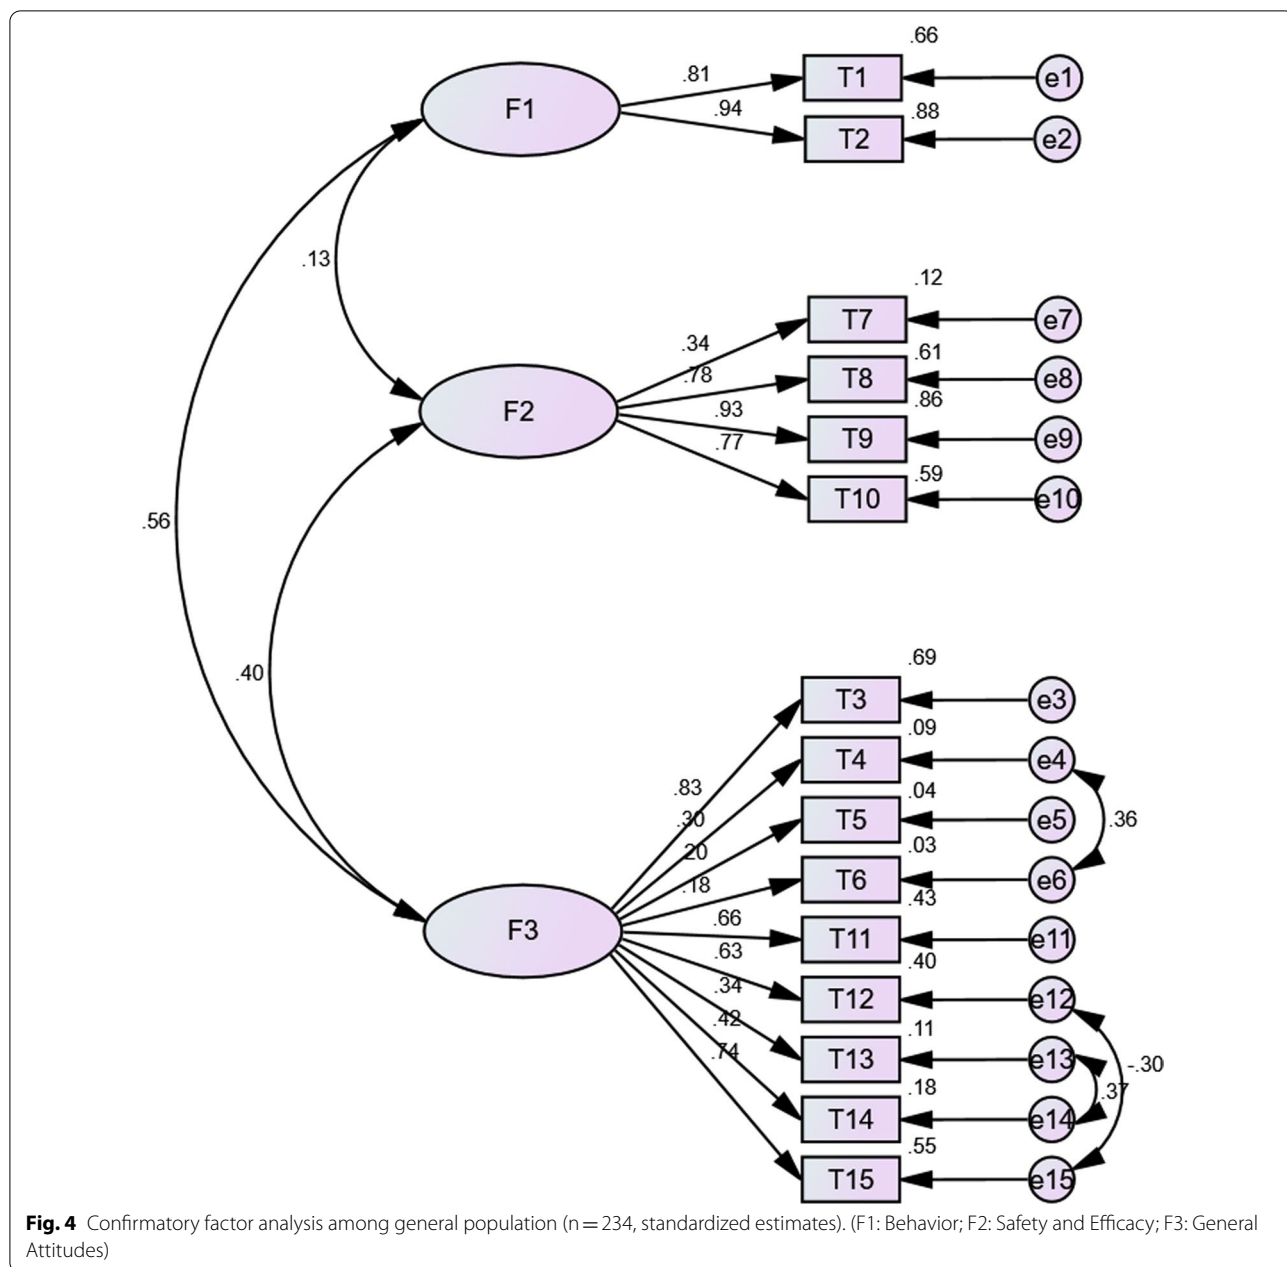 .66
.81
T1
e1
F1
.94
.88
T2
e2
.13
.12
T7
e7
.34
.61
.78
T8
e8
F2
.86
.93
T9
e9
.77
.59
T10
e10
.56
.40
.69
T3
e3
.09
.83
T4
e4
.04
.30
T5
e5
.36
.03
.20
T6
e6
.18
.43
.66
F3
T11
e11
.63
.40
.34
T12
e12
.42
.11
.74
T13
e13
-.30
.18
.37
T14
e14
.55
T15
e15
Fig. 4 Confirmatory factor analysis among general population (n = 234, standardized estimates). (F1: Behavior; F2: Safety and Efficacy; F3: General
Attitudes)